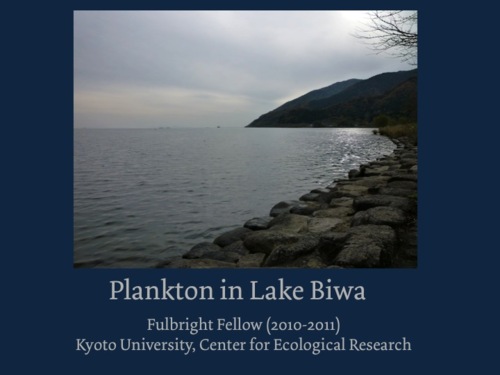 Plankton in Lake Biwa
Fulbright Fellow (2010-2011)
Kyoto University, Center for Ecological Research